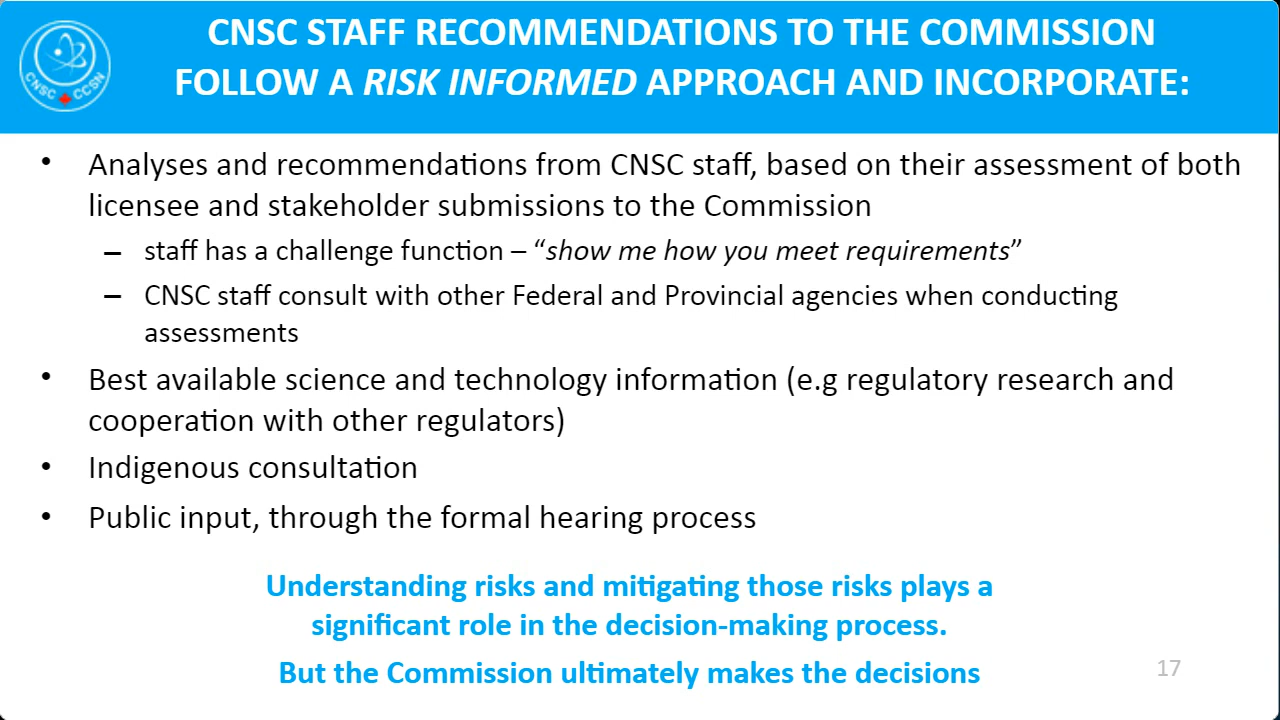 CNSC STAFF RECOMMENDATIONS TO THE COMMISSION
FOLLOW A RISK INFORMED APPROACH AND INCORPORATE:
CNSC CCSN
• Analyses and recommendations from CNSC staff, based on their assessment of both
licensee and stakeholder submissions to the Commission
– staff has a challenge function – “show me how you meet requirements”
– CNSC staff consult with other Federal and Provincial agencies when conducting
assessments
• Best available science and technology information (e.g regulatory research and
cooperation with other regulators)
• Indigenous consultation
• Public input, through the formal hearing process
Understanding risks and mitigating those risks plays a
significant role in the decision-making process.
But the Commission ultimately makes the decisions
17